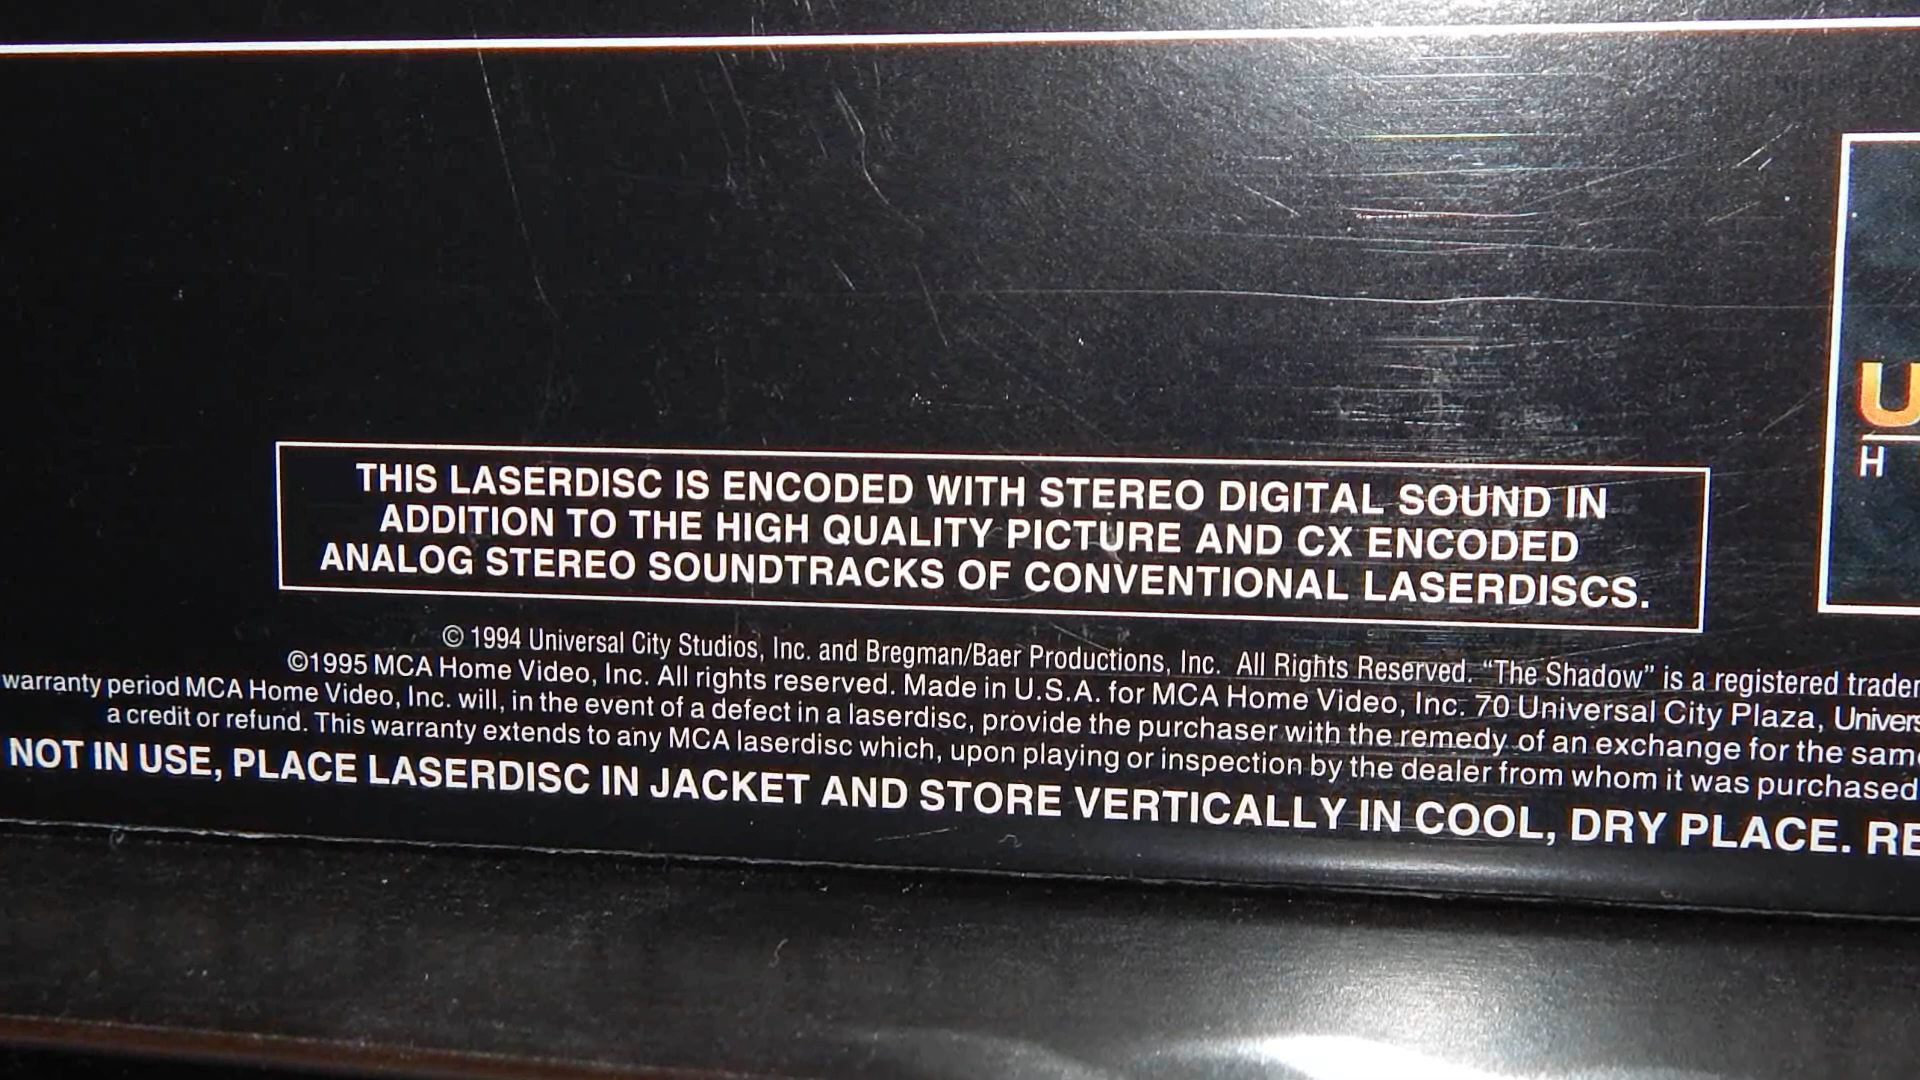 U
H
THIS LASERDISC IS ENCODED WITH STEREO DIGITAL SOUND IN
ADDITION TO THE HIGH QUALITY PICTURE AND CX ENCODED
ANALOG STEREO SOUNDTRACKS OF CONVENTIONAL LASERDISCS.
© 1994 Universal City Studios, Inc. and Bregman/Baer Productions, Inc. All Rights Reserved. “The Shadow” is a registered trader
©1995 MCA Home Video, Inc. All rights reserved. Made in U.S.A. for MCA Home Video, Inc. 70 Universal City Plaza, Univers
warranty period MCA Home Video, Inc. will, in the event of a defect in a laserdisc, provide the purchaser with the remedy of an exchange for the same
a credit or refund. This warranty extends to any MCA laserdisc which, upon playing or inspection by the dealer from whom it was purchased
NOT IN USE, PLACE LASERDISC IN JACKET AND STORE VERTICALLY IN COOL, DRY PLACE. RE